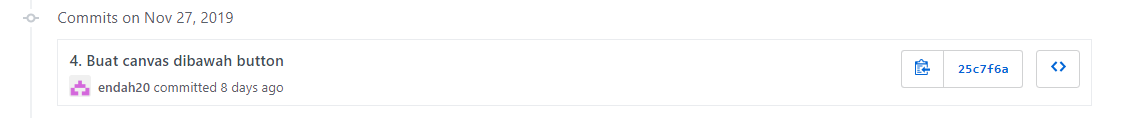 Commits on Nov 27, 2019
4. Buat canvas dibawah button
25c7f6a
endah20 committed 8 days ago